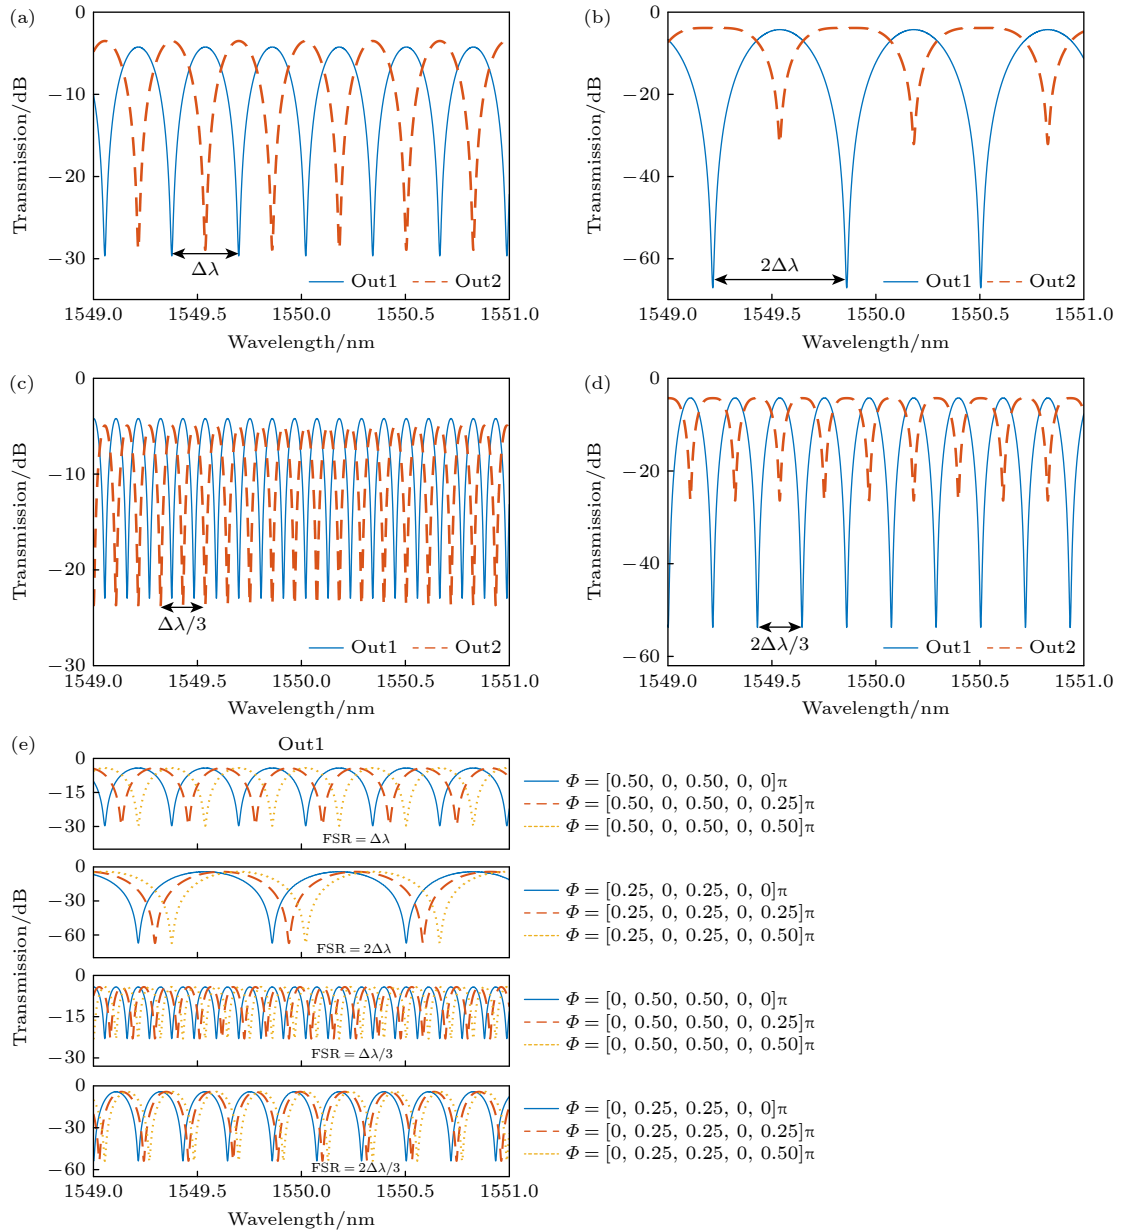 (a)
0
−10
−20
−30
Transmission/dB
Δλ
Out1 Out2
1549.0 1549.5 1550.0 1550.5 1551.0
Wavelength/nm
(b)
0
−20
−40
−60
Transmission/dB
2Δλ
Out1 Out2
1549.0 1549.5 1550.0 1550.5 1551.0
Wavelength/nm
(c)
0
−10
−20
−30
Transmission/dB
Δλ/3
Out1 Out2
1549.0 1549.5 1550.0 1550.5 1551.0
Wavelength/nm
(d)
0
−20
−40
−60
Transmission/dB
2Δλ/3
Out1 Out2
1549.0 1549.5 1550.0 1550.5 1551.0
Wavelength/nm
(e)
Out1
Transmission/dB
0
−15
−30
FSR = Δλ
Φ = [0.50, 0, 0.50, 0, 0]π
Φ = [0.50, 0, 0.50, 0, 0.25]π
Φ = [0.50, 0, 0.50, 0, 0.50]π
0
−30
−60
FSR = 2Δλ
Φ = [0.25, 0, 0.25, 0, 0]π
Φ = [0.25, 0, 0.25, 0, 0.25]π
Φ = [0.25, 0, 0.25, 0, 0.50]π
0
−15
−30
FSR = Δλ/3
Φ = [0, 0.50, 0.50, 0, 0]π
Φ = [0, 0.50, 0.50, 0, 0.25]π
Φ = [0, 0.50, 0.50, 0, 0.50]π
0
−30
−60
FSR = 2Δλ/3
Φ = [0, 0.25, 0.25, 0, 0]π
Φ = [0, 0.25, 0.25, 0, 0.25]π
Φ = [0, 0.25, 0.25, 0, 0.50]π
1549.0 1549.5 1550.0 1550.5 1551.0
Wavelength/nm